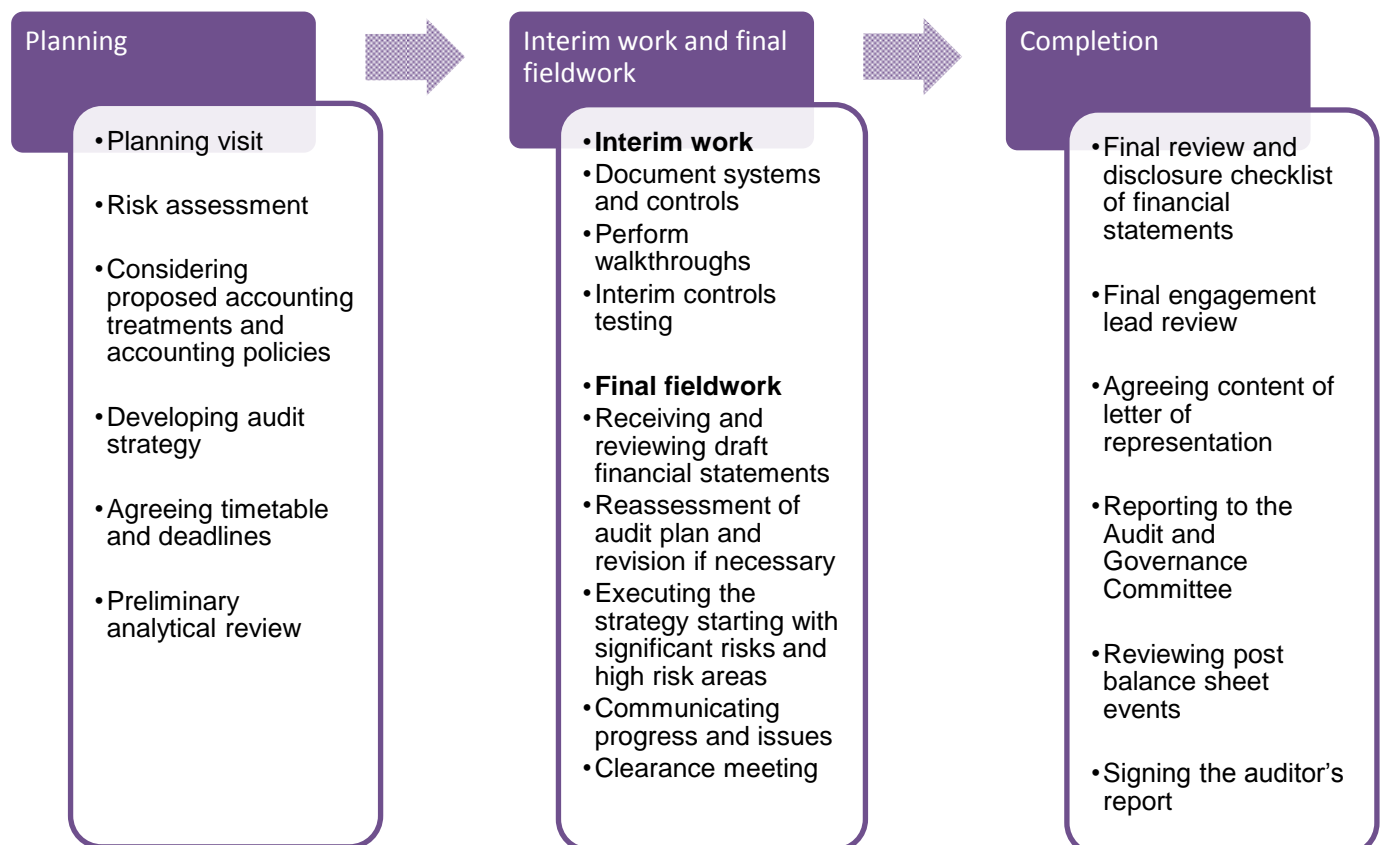 Planning
•Planning visit
•Risk assessment
•Considering
proposed accounting
treatments and
accounting policies
•Developing audit
strategy
•Agreeing timetable
and deadlines
•Preliminary
analytical review
Interim work and final
fieldwork
•Interim work
•Document systems
and controls
•Perform
walkthroughs
•Interim controls
testing
•Final fieldwork
•Receiving and
reviewing draft
financial statements
•Reassessment of
audit plan and
revision if necessary
•Executing the
strategy starting with
significant risks and
high risk areas
•Communicating
progress and issues
•Clearance meeting
Completion
•Final review and
disclosure checklist
of financial
statements
•Final engagement
lead review
•Agreeing content of
letter of
representation
•Reporting to the
Audit and
Governance
Committee
•Reviewing post
balance sheet
events
•Signing the auditor's
report